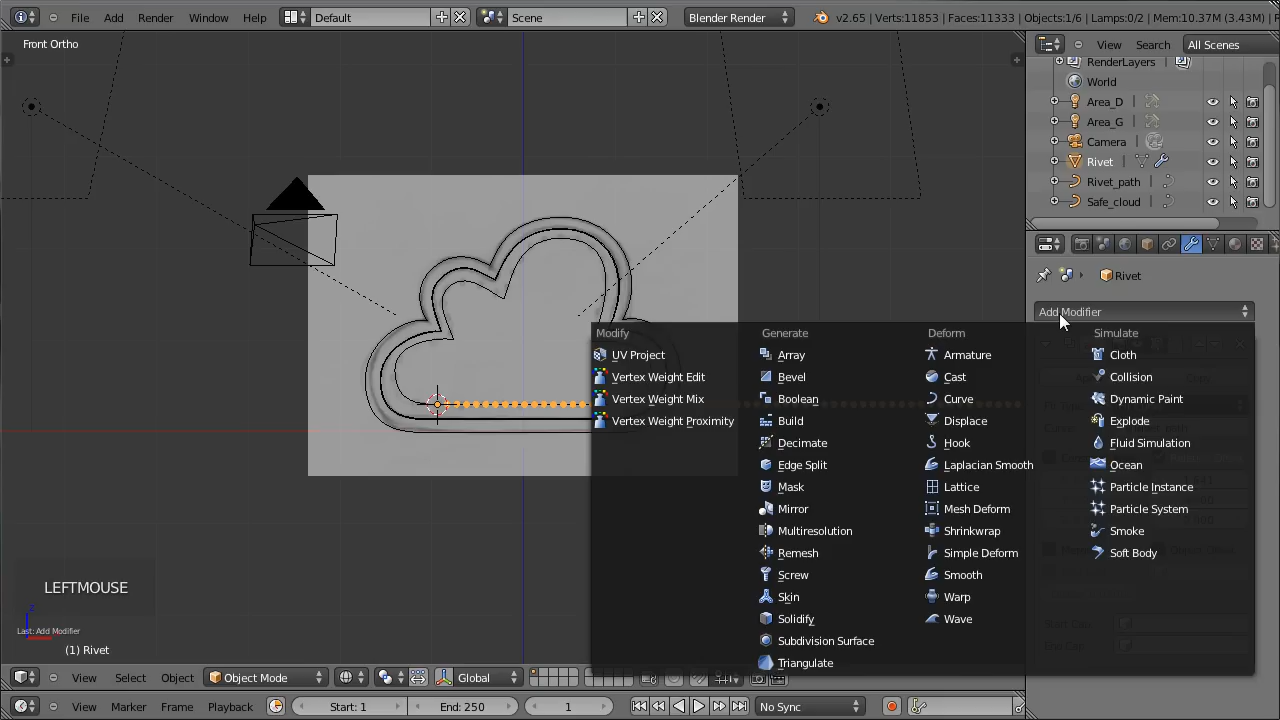 File Add Render Window Help Default Scene Blender Render v2.65 | Verts:11853 | Faces:11333 | Objects:1/6 | Lamps:0/2 | Mem:10.37M (3.43M) |
Front Ortho
View Search All Scenes
RenderLayers
World
Area_D
Area_G
Camera
Rivet
Rivet_path
Safe_cloud
Rivet
Add Modifier
Modify Generate Deform Simulate
UV Project Array Armature Cloth
Vertex Weight Edit Bevel Cast Collision
Vertex Weight Mix Boolean Curve Dynamic Paint
Vertex Weight Proximity Build Displace Explode
Decimate Hook Fluid Simulation
Edge Split Laplacian Smooth Ocean
Mask Lattice Particle Instance
Mirror Mesh Deform Particle System
Multiresolution Shrinkwrap Smoke
Remesh Simple Deform Soft Body
Screw Smooth
Skin Warp
Solidify Wave
Subdivision Surface
Triangulate
LEFTMOUSE
z
Last: Add Modifier
(1) Rivet
View Select Object Object Mode Global
View Marker Frame Playback Start: 1 End: 250 1 No Sync